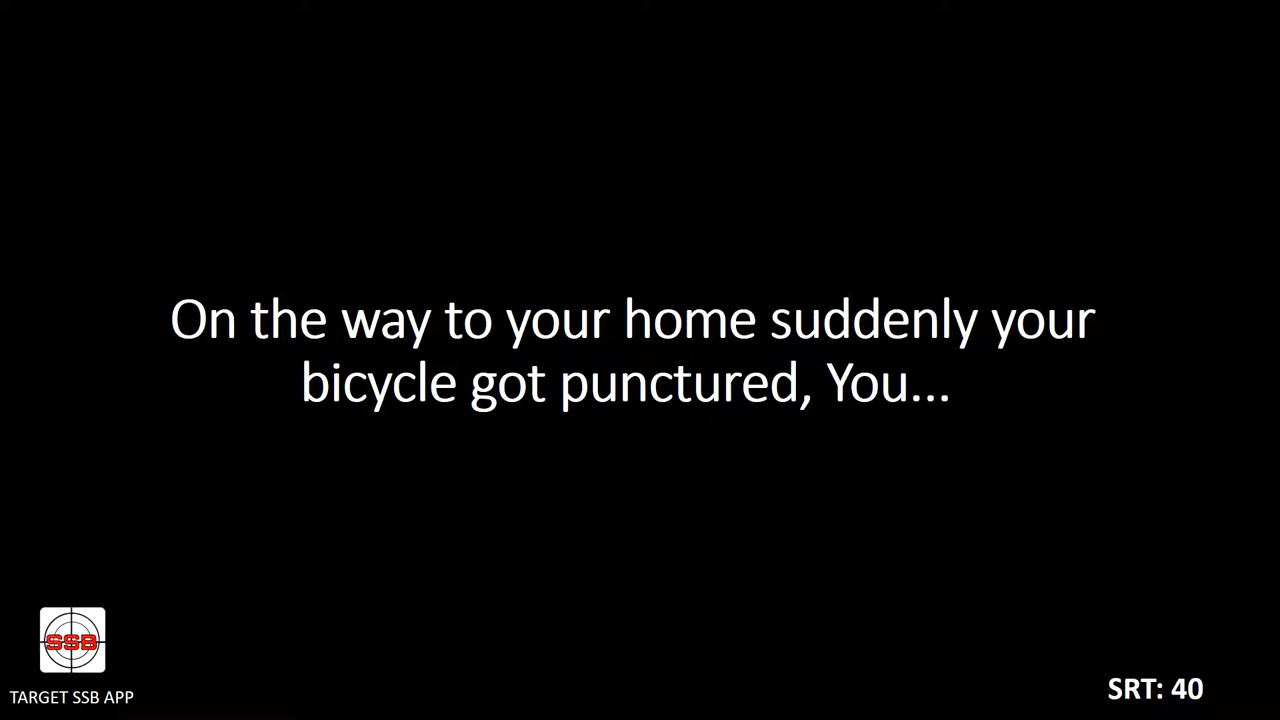 On the way to your home suddenly your
bicycle got punctured, You...
SSB
TARGET SSB APP
SRT: 40